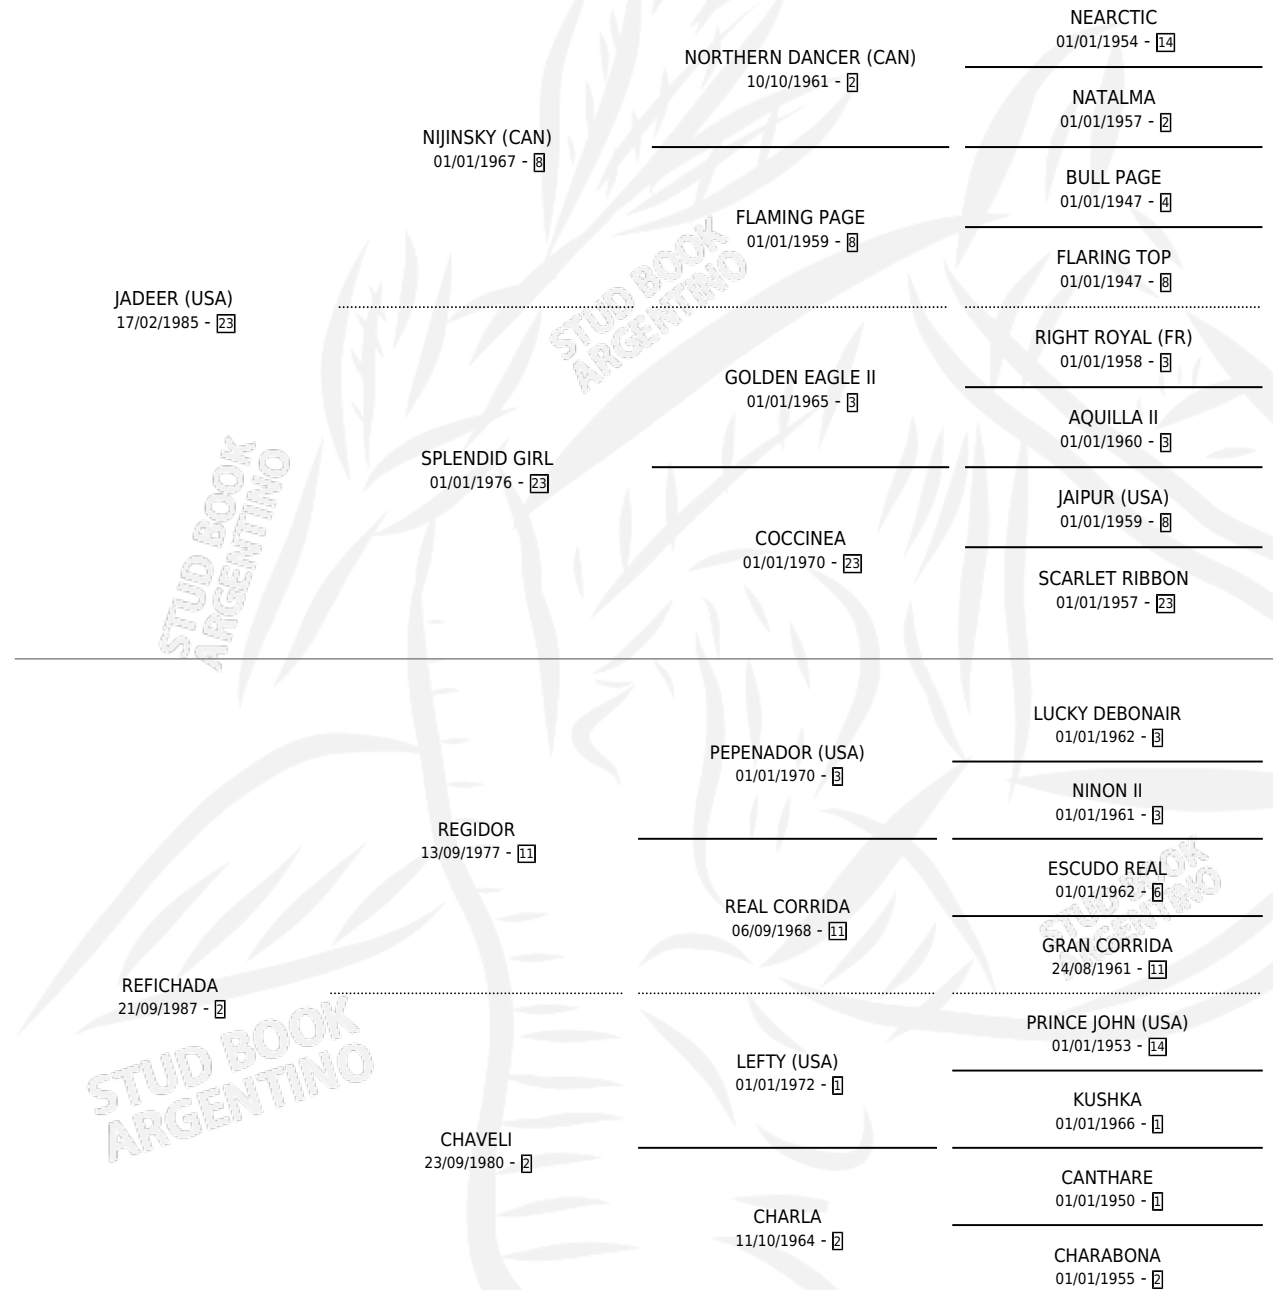 NEARCTIC
01/01/1954 - 14
NORTHERN DANCER (CAN)
10/10/1961 - 2
NATALMA
01/01/1957 - 2
NIJINSKY (CAN)
01/01/1967 - 8
BULL PAGE
01/01/1947 - 4
FLAMING PAGE
01/01/1959 - 8
FLARING TOP
01/01/1947 - 8
STUD BOOK
ARGENTINO
JADEER (USA)
17/02/1985 - 23
RIGHT ROYAL (FR)
01/01/1958 - 3
GOLDEN EAGLE II
01/01/1965 - 3
AQUILLA II
01/01/1960 - 3
SPLENDID GIRL
01/01/1976 - 23
JAIPUR (USA)
01/01/1959 - 8
COCCINEA
01/01/1970 - 23
SCARLET RIBBON
01/01/1957 - 23
STUD BOOK
ARGENTINO
LUCKY DEBONAIR
01/01/1962 - 3
PEPENADOR (USA)
01/01/1970 - 3
NINON II
01/01/1961 - 3
REGIDOR
13/09/1977 - 11
ESCUDO REAL
01/01/1962 - 6
REAL CORRIDA
06/09/1968 - 11
STUD BOOK
ARGENTINO
GRAN CORRIDA
24/08/1961 - 11
REFICHADA
21/09/1987 - 2
PRINCE JOHN (USA)
01/01/1953 - 14
STUD BOOK
ARGENTINO
LEFTY (USA)
01/01/1972 - 1
KUSHKA
01/01/1966 - 1
CHAVELI
23/09/1980 - 2
CANTHARE
01/01/1950 - 1
CHARLA
11/10/1964 - 2
CHARABONA
01/01/1955 - 2